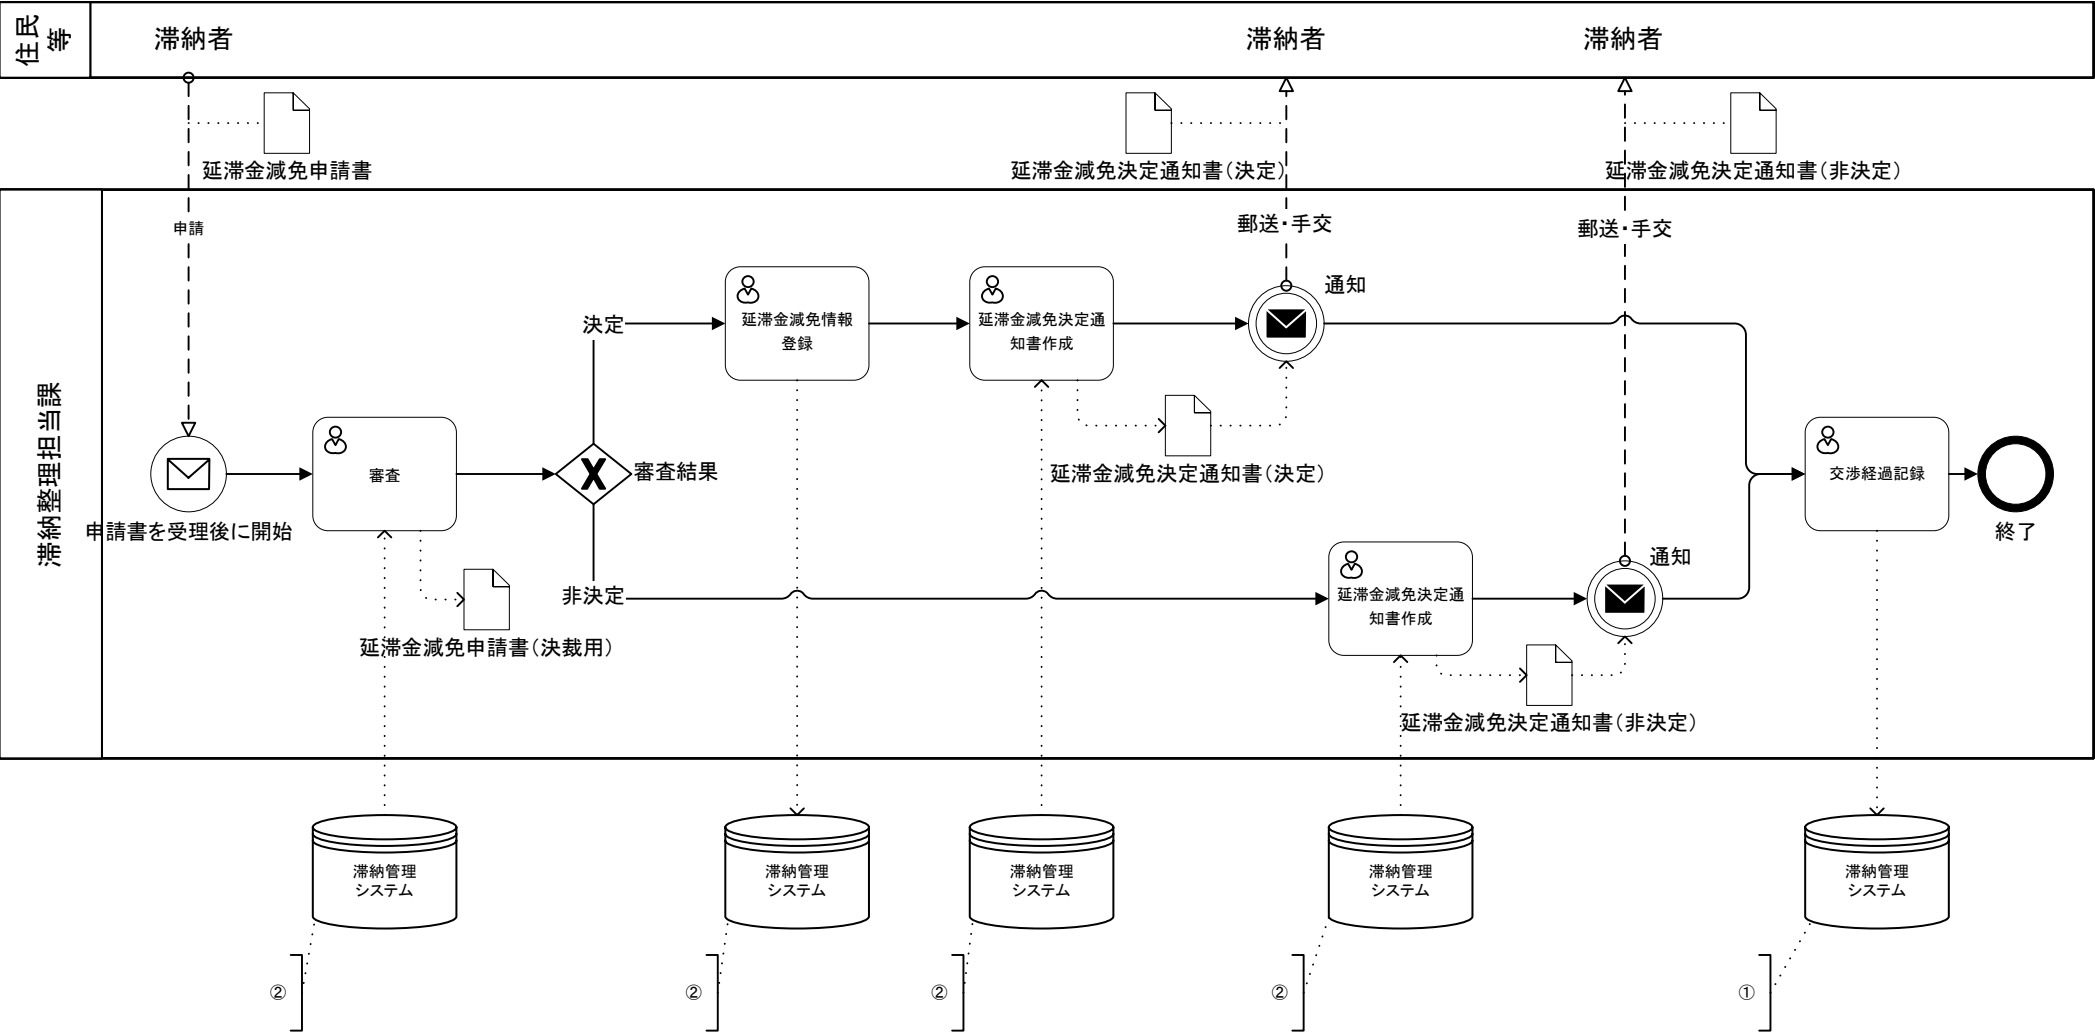 住民等
滞納者
滞納者
滞納者
延滞金減免申請書
延滞金減免決定通知書(決定)
延滞金減免決定通知書(非決定)
滞納整理担当課
申請
郵送・手交
郵送・手交
通知
決定
延滞金減免情報
登録
延滞金減免決定通
知書作成
審査
審査結果
延滞金減免決定通知書(決定)
交渉経過記録
申請書を受理後に開始
終了
通知
非決定
延滞金減免決定通
知書作成
延滞金減免申請書(決裁用)
延滞金減免決定通知書(非決定)
滞納管理
システム
滞納管理
システム
滞納管理
システム
滞納管理
システム
滞納管理
システム
②
②
②
②
①